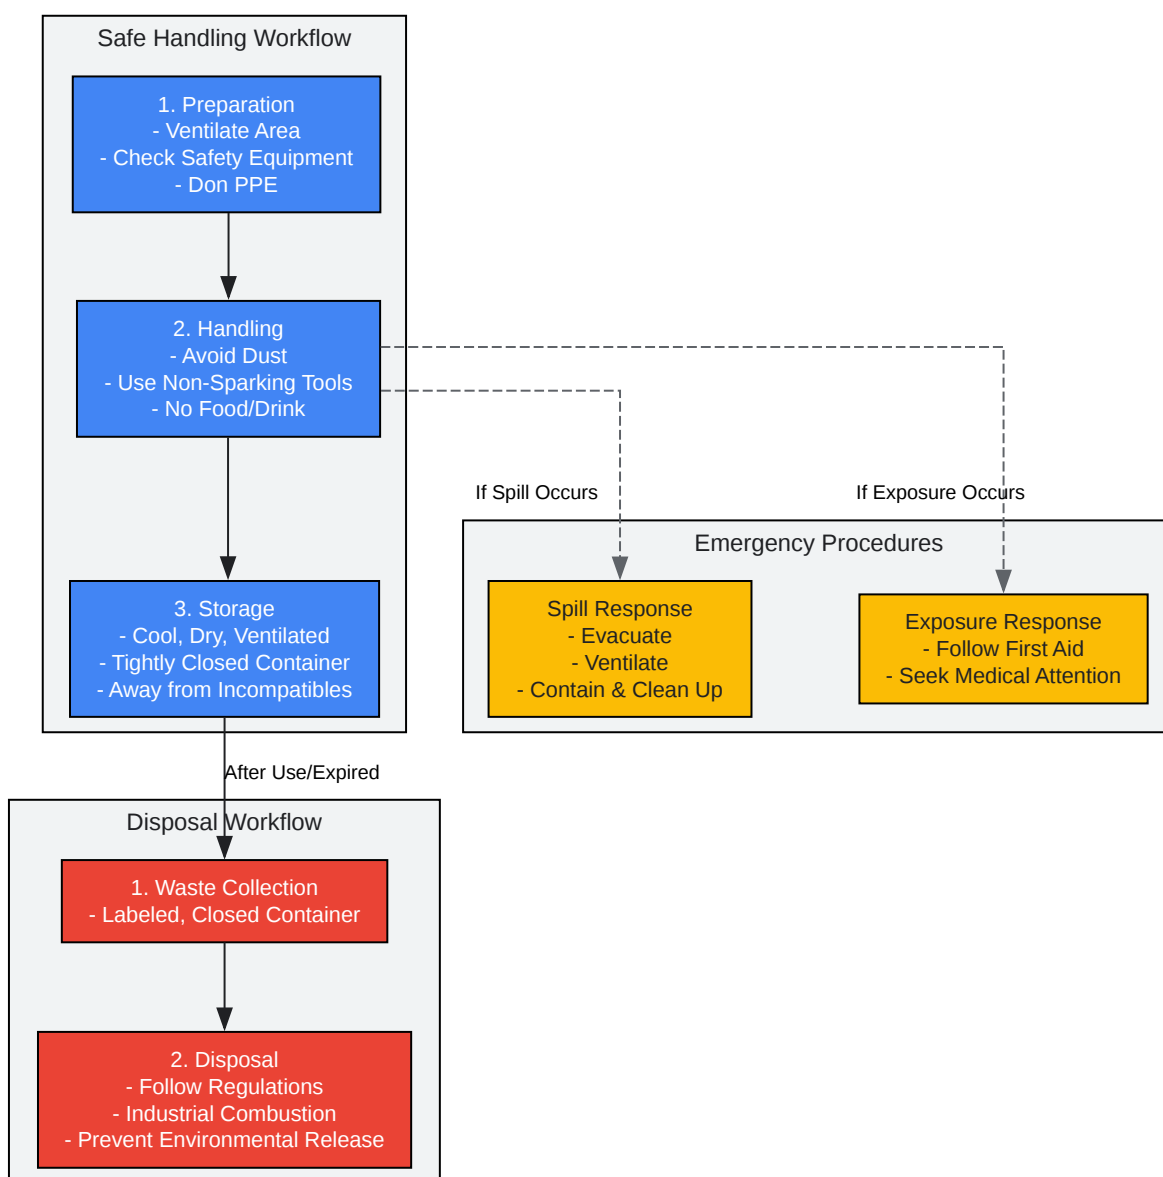 Safe Handling Workflow
1. Preparation
- Ventilate Area
- Check Safety Equipment
- Don PPE
2. Handling
- Avoid Dust
- Use Non-Sparking Tools
- No Food/Drink
If Spill Occurs
If Exposure Occurs
Emergency Procedures
3. Storage
- Cool, Dry, Ventilated
- Tightly Closed Container
- Away from Incompatibles
Spill Response
- Evacuate
- Ventilate
- Contain & Clean Up
Exposure Response
- Follow First Aid
- Seek Medical Attention
After Use/Expired
Disposal Workflow
1. Waste Collection
- Labeled, Closed Container
2. Disposal
- Follow Regulations
- Industrial Combustion
- Prevent Environmental Release